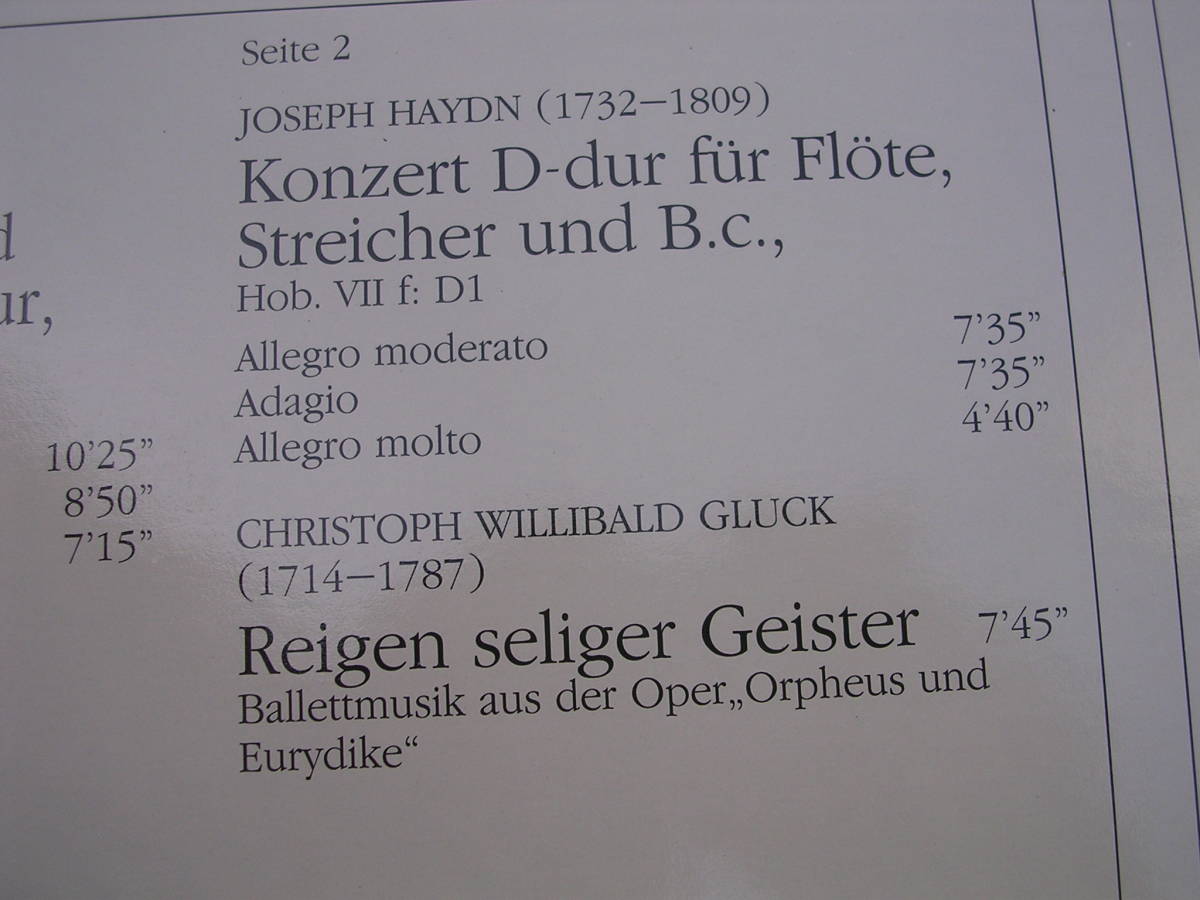 d
ur,
10’25”
8’50”
7’15”
Seite 2
JOSEPH HAYDN (1732–1809)
Konzert D-dur für Flöte,
Streicher und B.c.,
Hob. VII f: D1
Allegro moderato 7’35”
Adagio 7’35”
Allegro molto 4’40”
CHRISTOPH WILLIBALD GLUCK
(1714–1787)
Reigen seliger Geister 7’45”
Ballettmusik aus der Oper„Orpheus und
Eurydike“